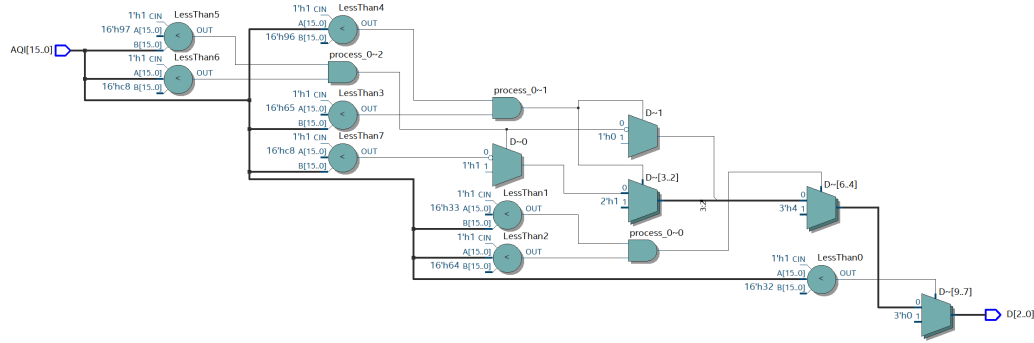 AQI[15..0]
LessThan5
1'h1 CIN
16'h97 A[15..0]
B[15..0]
OUT
LessThan6
1'h1 CIN
A[15..0]
16'hc8 B[15..0]
OUT
LessThan4
1'h1 CIN
A[15..0]
16'h96 B[15..0]
OUT
process_0~2
LessThan3
1'h1 CIN
16'h65 A[15..0]
B[15..0]
OUT
LessThan7
1'h1 CIN
16'hc8 A[15..0]
B[15..0]
OUT
process_0~1
D~0
0
1'h1 1
LessThan1
1'h1 CIN
16'h33 A[15..0]
B[15..0]
OUT
LessThan2
1'h1 CIN
A[15..0]
16'h64 B[15..0]
OUT
D~1
0
1'h0 1
D~[3..2]
0
2'h1 1
3:2
process_0~0
D~[6..4]
0
3'h4 1
LessThan0
1'h1 CIN
A[15..0]
16'h32 B[15..0]
OUT
D~[9..7]
0
3'h0 1
D[2..0]
<
<
<
<
<
<
<
<